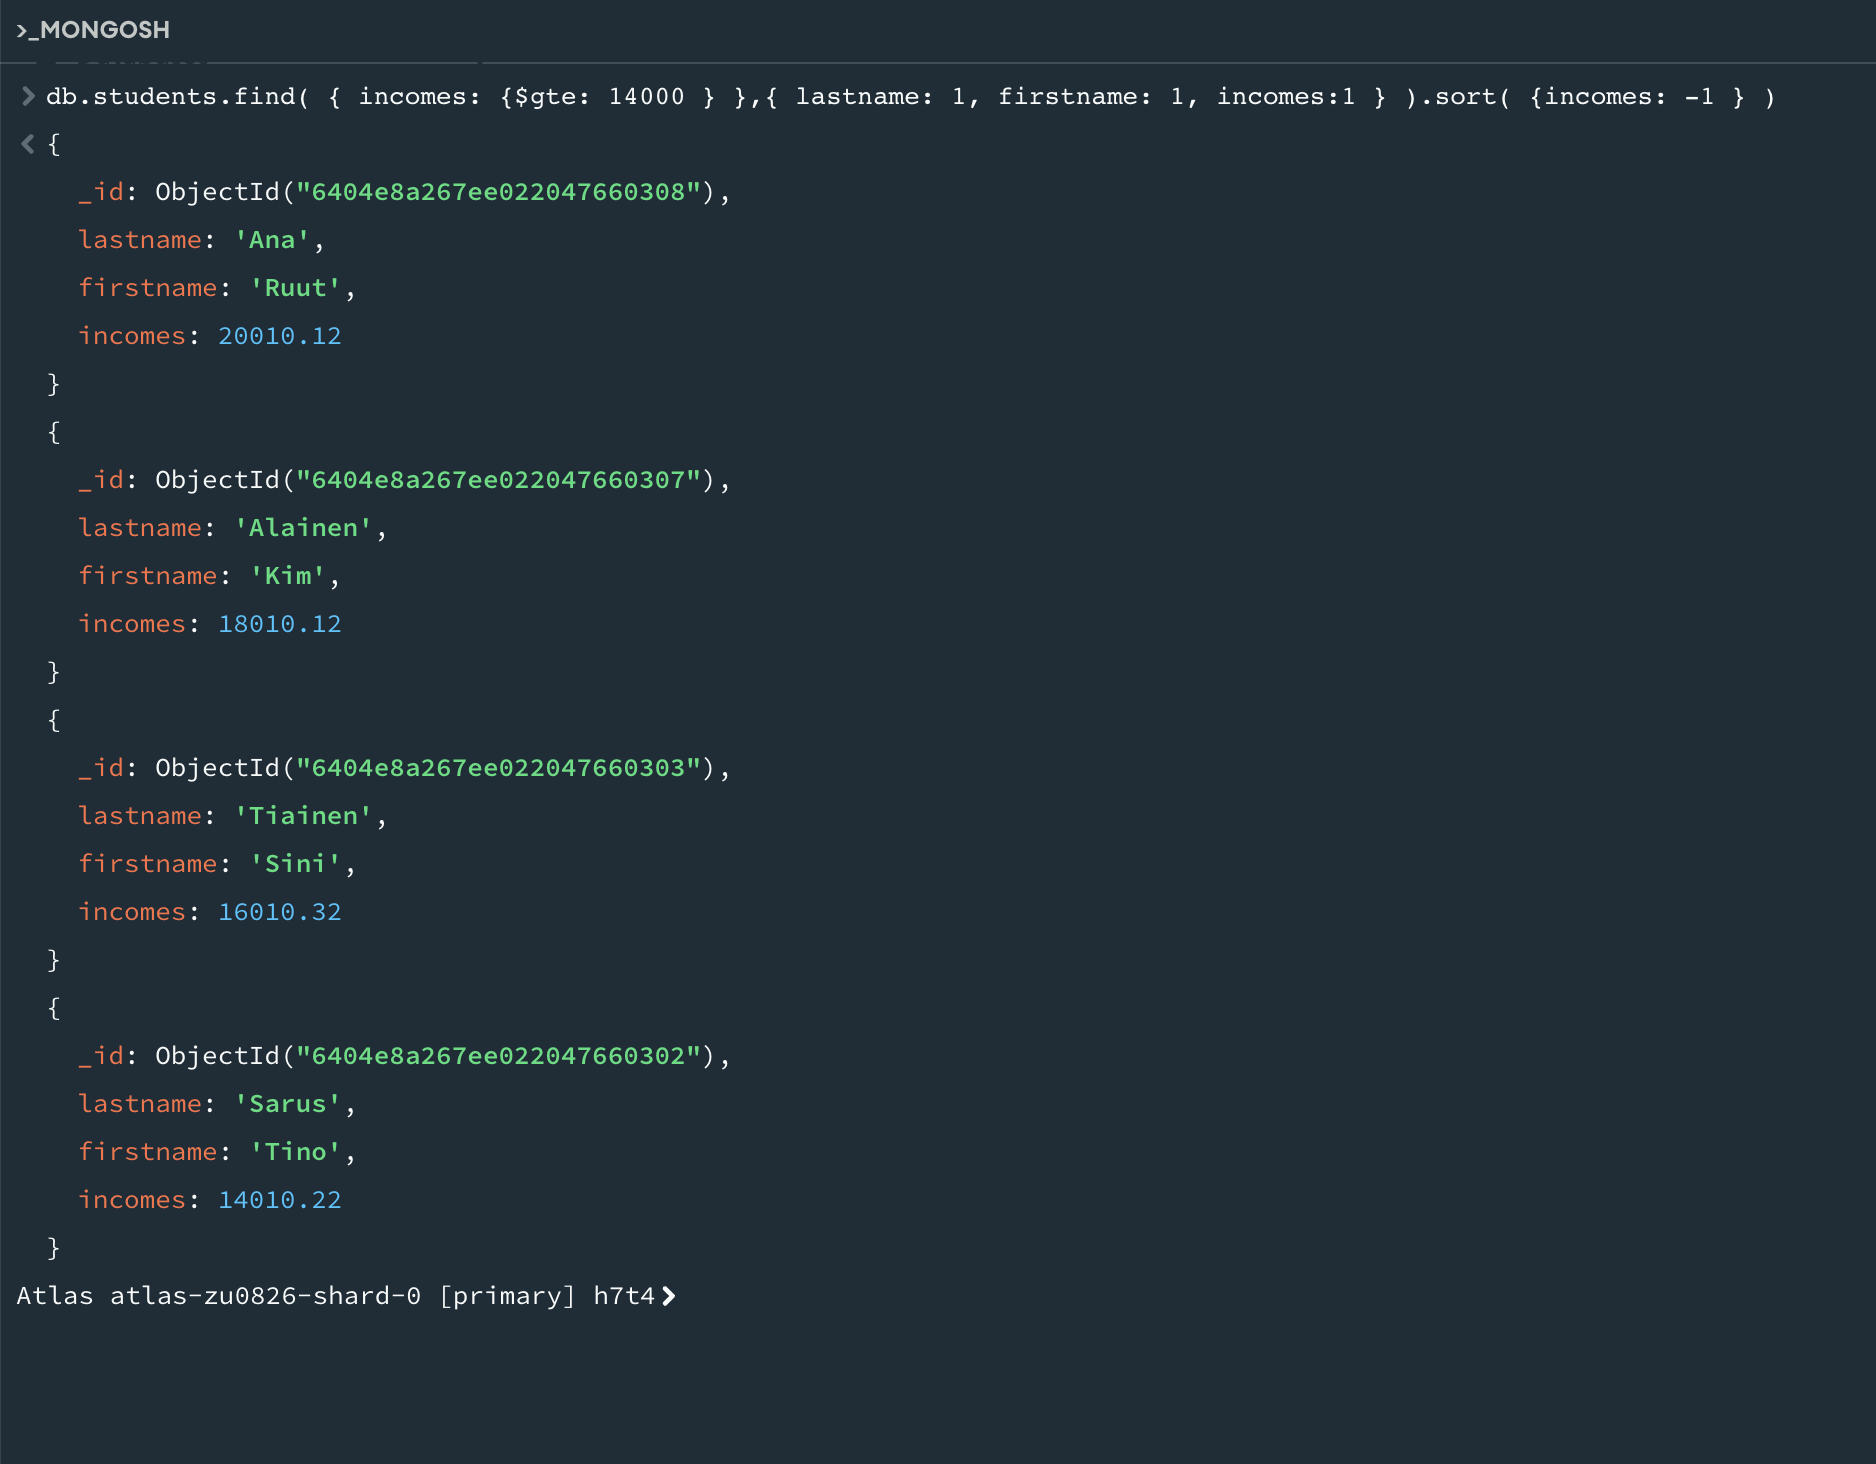 >_MONGOSH
> db.students.find( { incomes: {$gte: 14000 } },{ lastname: 1, firstname: 1, incomes:1 } ).sort( {incomes: -1 } )
< {
_id: ObjectId("6404e8a267ee022047660308"),
lastname: 'Ana',
firstname: 'Ruut',
incomes: 20010.12
}
{
_id: ObjectId("6404e8a267ee022047660307"),
lastname: 'Alainen',
firstname: 'Kim',
incomes: 18010.12
}
{
_id: ObjectId("6404e8a267ee022047660303"),
lastname: 'Tiainen',
firstname: 'Sini',
incomes: 16010.32
}
{
_id: ObjectId("6404e8a267ee022047660302"),
lastname: 'Sarus',
firstname: 'Tino',
incomes: 14010.22
}
Atlas atlas-zu0826-shard-0 [primary] h7t4>